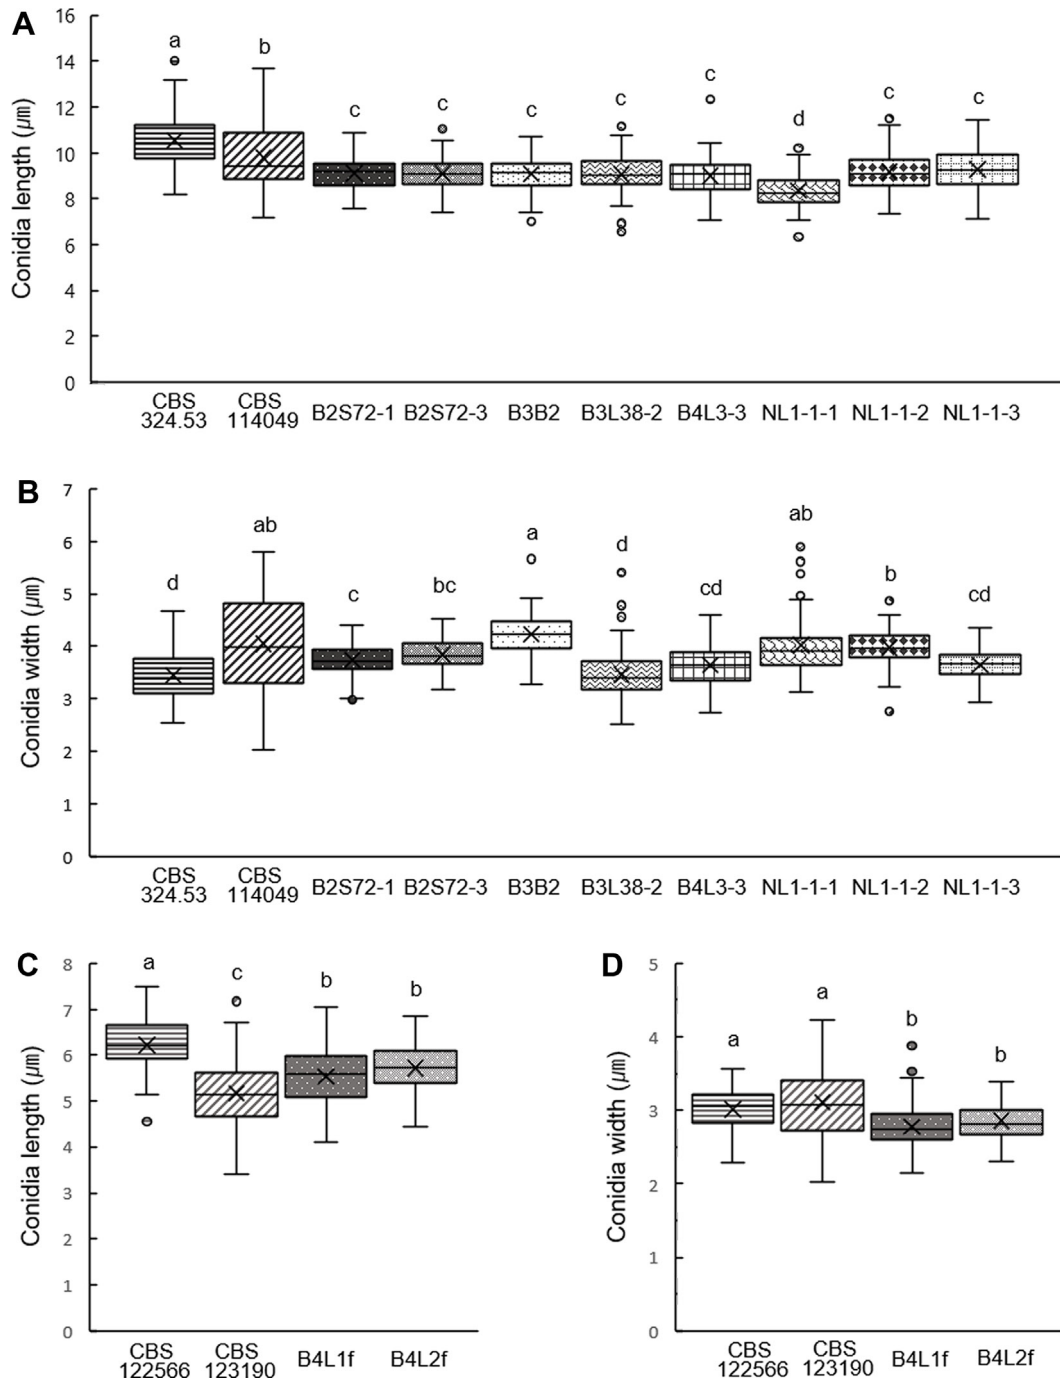 A
Conidia length (㎛)
16
14
12
10
8
6
4
2
0
a
b
c
c
c
c
c
d
c
c
CBS
324.53
CBS
114049
B2S72-1
B2S72-3
B3B2
B3L38-2
B4L3-3
NL1-1-1
NL1-1-2
NL1-1-3
B
Conidia width (㎛)
7
6
5
4
3
2
1
0
d
ab
c
bc
a
d
cd
ab
b
cd
CBS
324.53
CBS
114049
B2S72-1
B2S72-3
B3B2
B3L38-2
B4L3-3
NL1-1-1
NL1-1-2
NL1-1-3
C
Conidia length (㎛)
8
7
6
5
4
3
2
1
0
a
c
b
b
CBS
122566
CBS
123190
B4L1f
B4L2f
D
Conidia width (㎛)
5
4
3
2
1
0
a
a
b
b
CBS
122566
CBS
123190
B4L1f
B4L2f